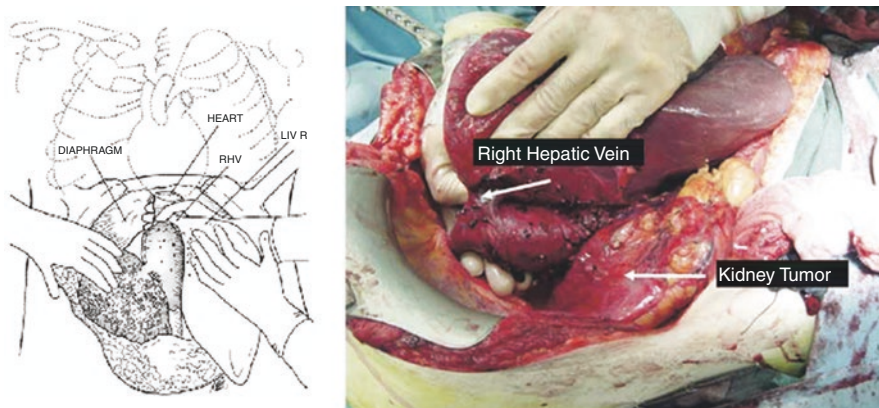 HEART
DIAPHRAGM
LIV R
RHV
Right Hepatic Vein
Kidney Tumor